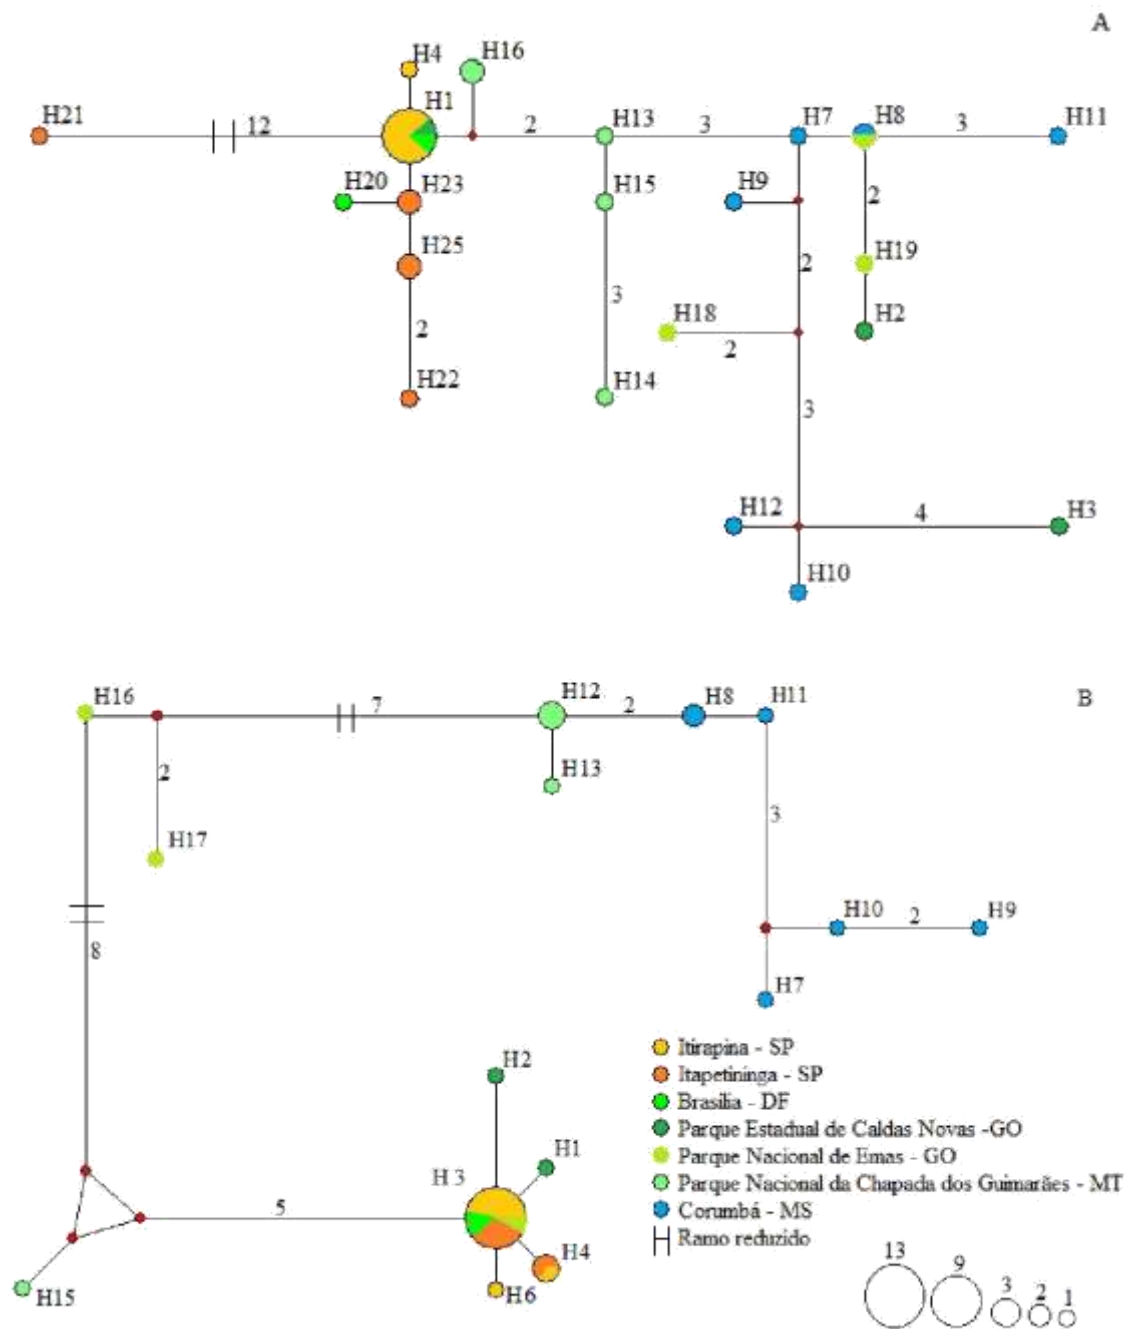 A
H4
H16
H21
12
H1
2
H13
3
H7
H8
3
H11
H20
H23
H15
H9
2
H25
H19
2
3
H18
2
H2
2
H22
H14
3
H12
4
H3
H10
B
H16
7
H12
2
H8
H11
H13
2
3
H17
H10
2
H9
8
H7
Itirapina - SP
H2
Itapetininga - SP
Brasilia - DF
Parque Estadual de Caldas Novas -GO
H1
Parque Nacional de Emas - GO
H 3
Parque Nacional da Chapada dos Guimarães - MT
5
Corumbá - MS
Ramo reduzido
H4
13
9
3
2
1
H6
H15